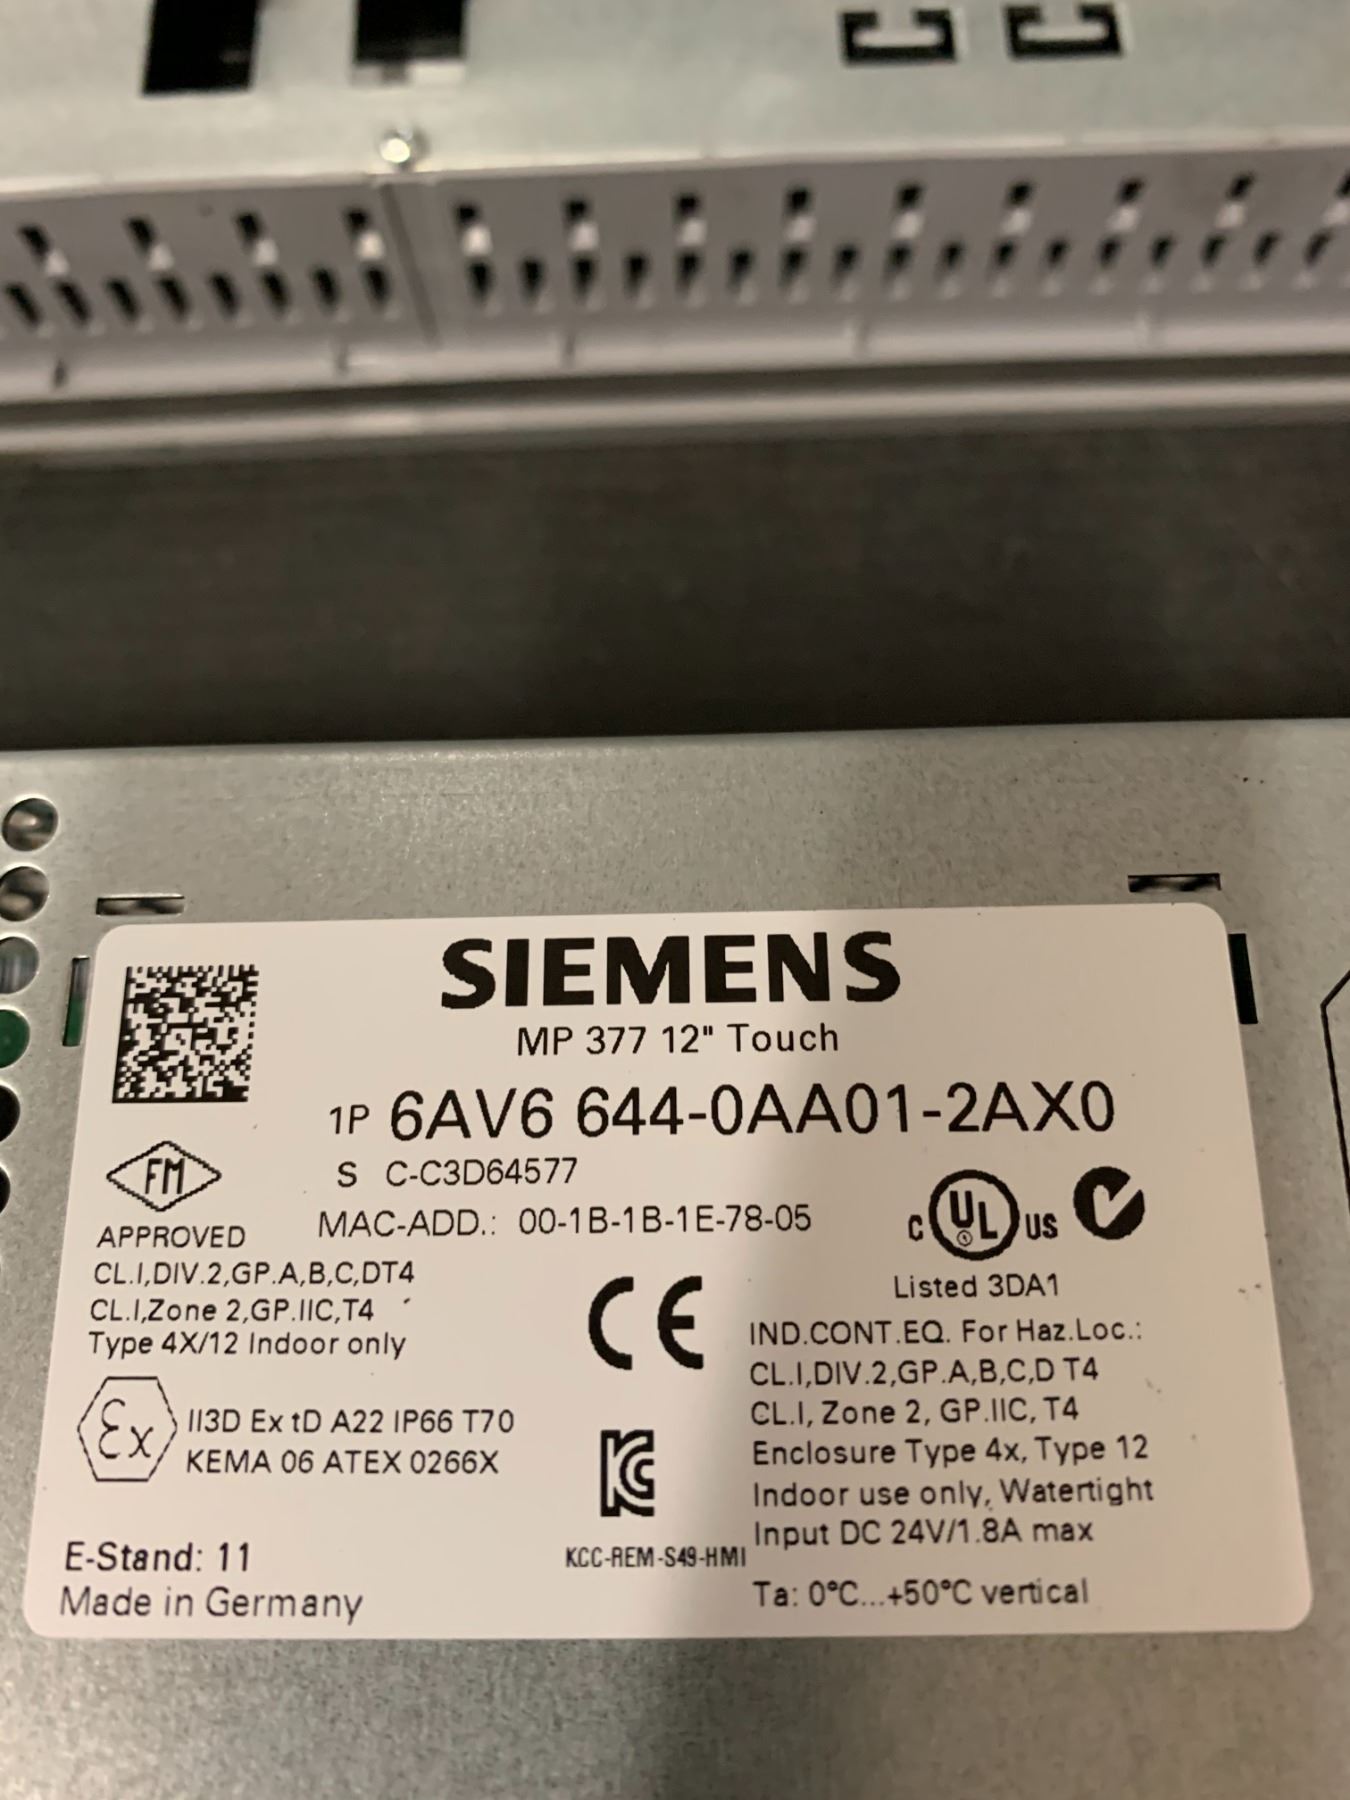 SIEMENS
MP 377 12" Touch
1P 6AV6 644-0AA01-2AX0
S C-C3D64577
MAC-ADD.: 00-1B-1B-1E-78-05
FM
APPROVED
CL.I,DIV.2,GP.A,B,C,DT4
CL.I,Zone 2,GP.IIC,T4
Type 4X/12 Indoor only
Ex II3D Ex tD A22 IP66 T70
KEMA 06 ATEX 0266X
E-Stand: 11
Made in Germany
CE
KC
KCC-REM-S49-HMI
C UL US
Listed 3DA1
IND.CONT.EQ. For Haz.Loc.:
CL.I,DIV.2,GP.A,B,C,D T4
CL.I, Zone 2, GP.IIC, T4
Enclosure Type 4x, Type 12
Indoor use only, Watertight
Input DC 24V/1.8A max
Ta: 0°C...+50°C vertical